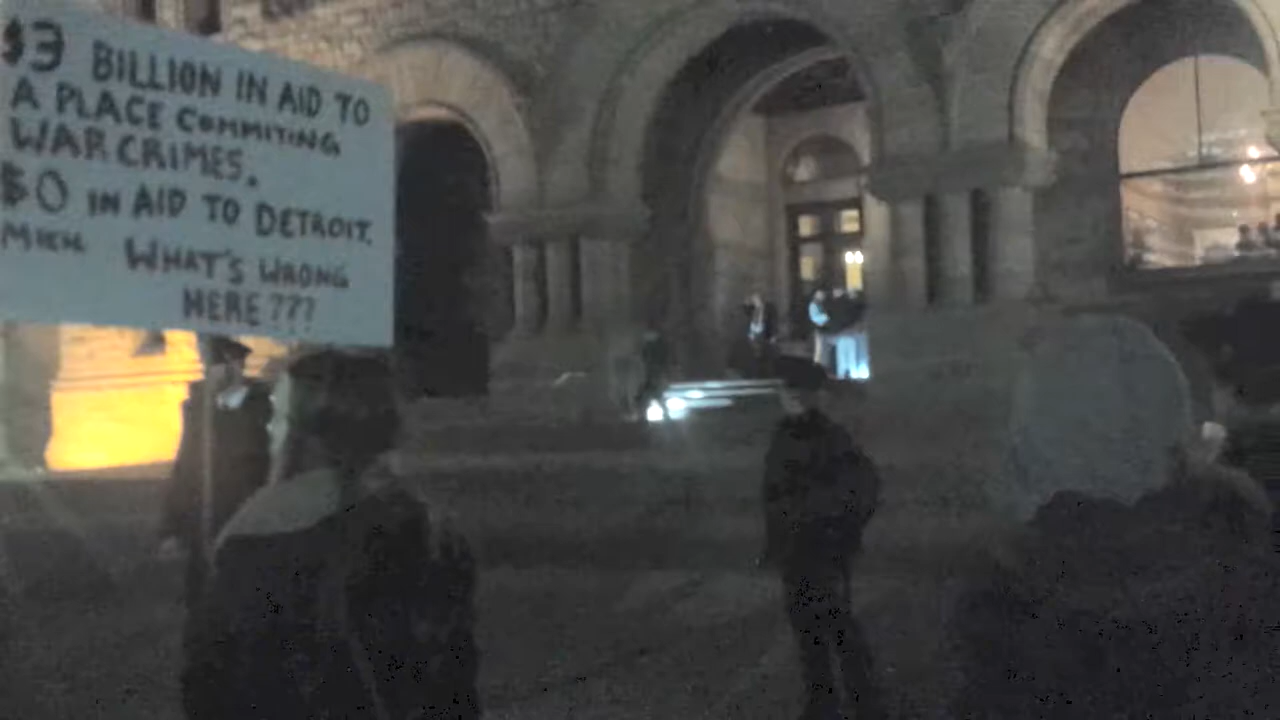 $3 BILLION IN AID TO
A PLACE COMMITING
WAR CRIMES.
$0 IN AID TO DETROIT,
MICH WHAT'S WRONG
HERE???